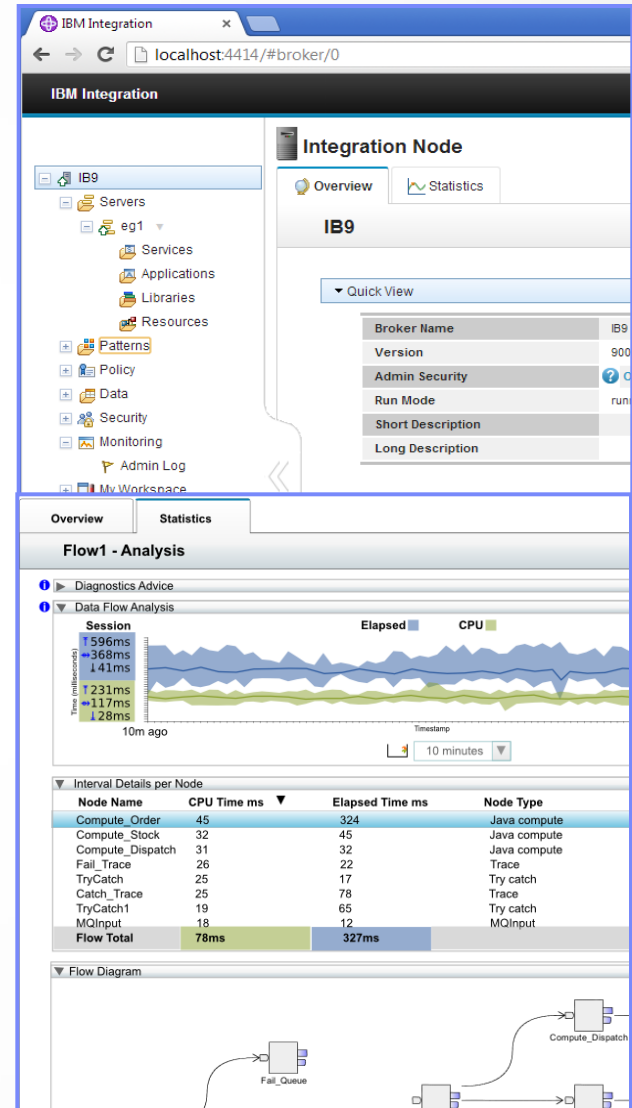 IBM Integration ×
localhost:4414/#broker/0
IBM Integration
IB9
Servers
eg1
Services
Applications
Libraries
Resources
Patterns
Policy
Data
Security
Monitoring
Admin Log
My Workspace
Integration Node
Overview Statistics
IB9
Quick View
Broker Name IB9
Version 900
Admin Security
Run Mode
Short Description
Long Description
Overview Statistics
Flow1 - Analysis
Diagnostics Advice
Data Flow Analysis
Session Elapsed CPU
Time (milliseconds)
596ms
368ms
41ms
231ms
117ms
28ms
10m ago
Timestamp
10 minutes
Interval Details per Node
Node Name CPU Time ms ▼ Elapsed Time ms Node Type
Compute_Order 45 324 Java compute
Compute_Stock 32 45 Java compute
Compute_Dispatch 31 32 Java compute
Fail_Trace 26 22 Trace
TryCatch 25 17 Try catch
Catch_Trace 25 78 Trace
TryCatch1 19 65 Try catch
MQInput 18 12 MQInput
Flow Total 78ms 327ms
Flow Diagram
Compute_Dispatch
Fail_Queue